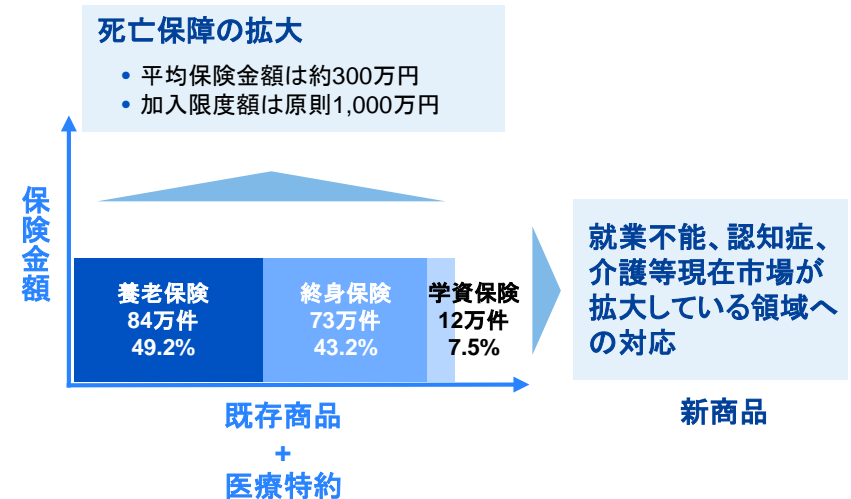 死亡保障の拡大
• 平均保険金額は約300万円
• 加入限度額は原則1,000万円
保険金額
養老保険
84万件
49.2%
終身保険
73万件
43.2%
学資保険
12万件
7.5%
既存商品
+
医療特約
就業不能、認知症、
介護等現在市場が
拡大している領域へ
の対応
新商品